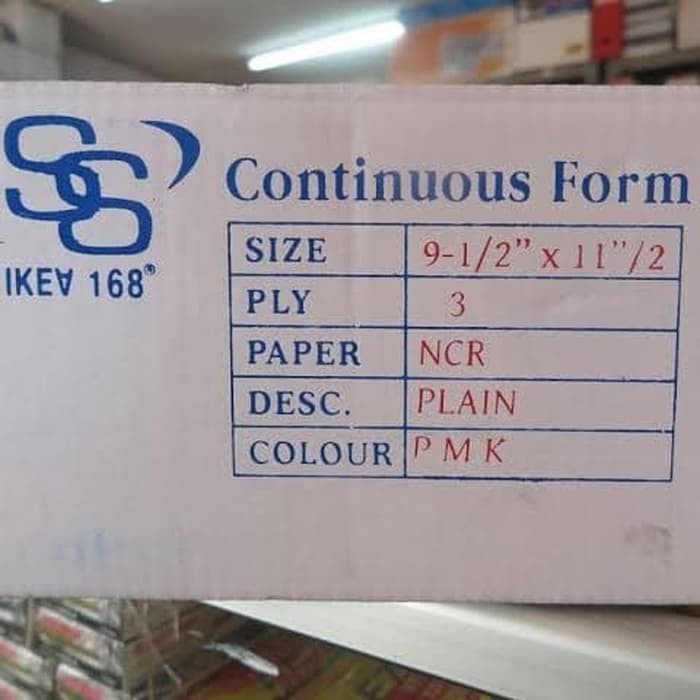 SS
IKEA 168®
Continuous Form
SIZE 9-1/2" x 11"/2
PLY 3
PAPER NCR
DESC. PLAIN
COLOUR P M K